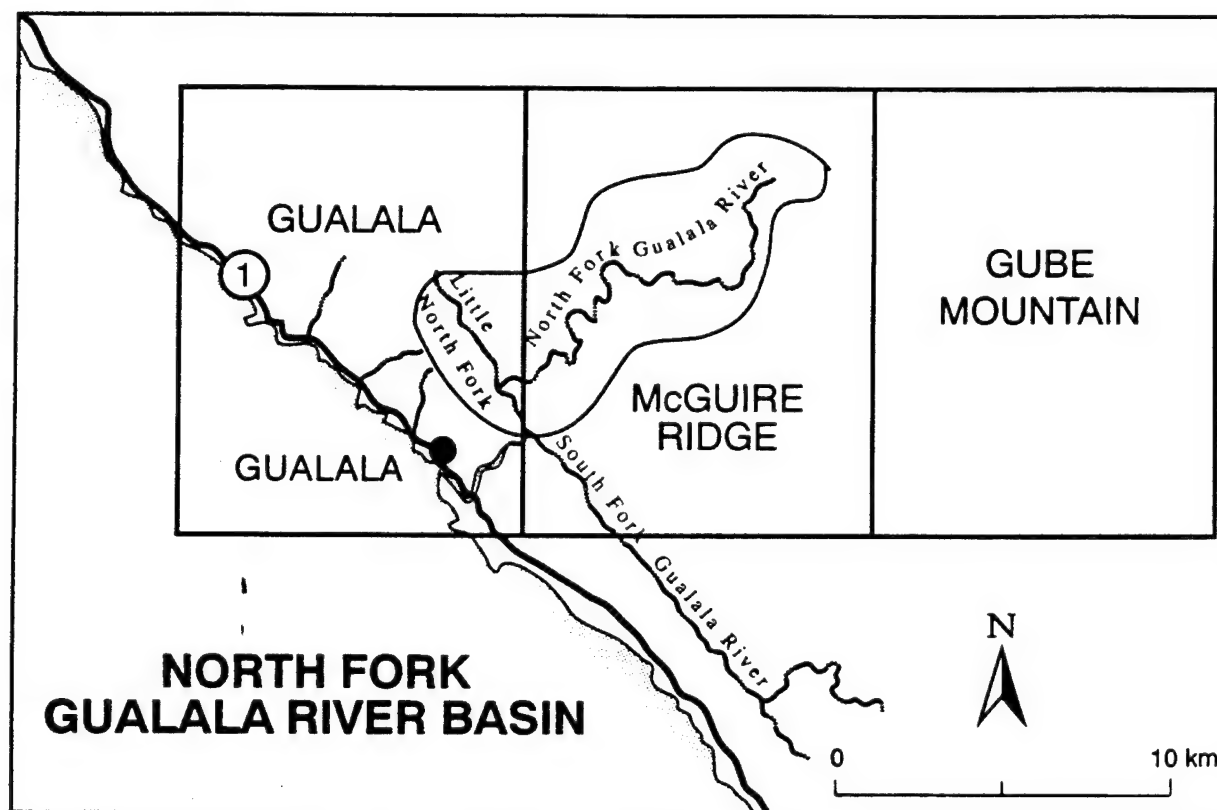 GUALALA
1
Little
North Fork
North Fork Gualala River
GUBE
MOUNTAIN
McGUIRE
RIDGE
GUALALA
South Fork Gualala River
NORTH FORK
GUALALA RIVER BASIN
N
0 10 km